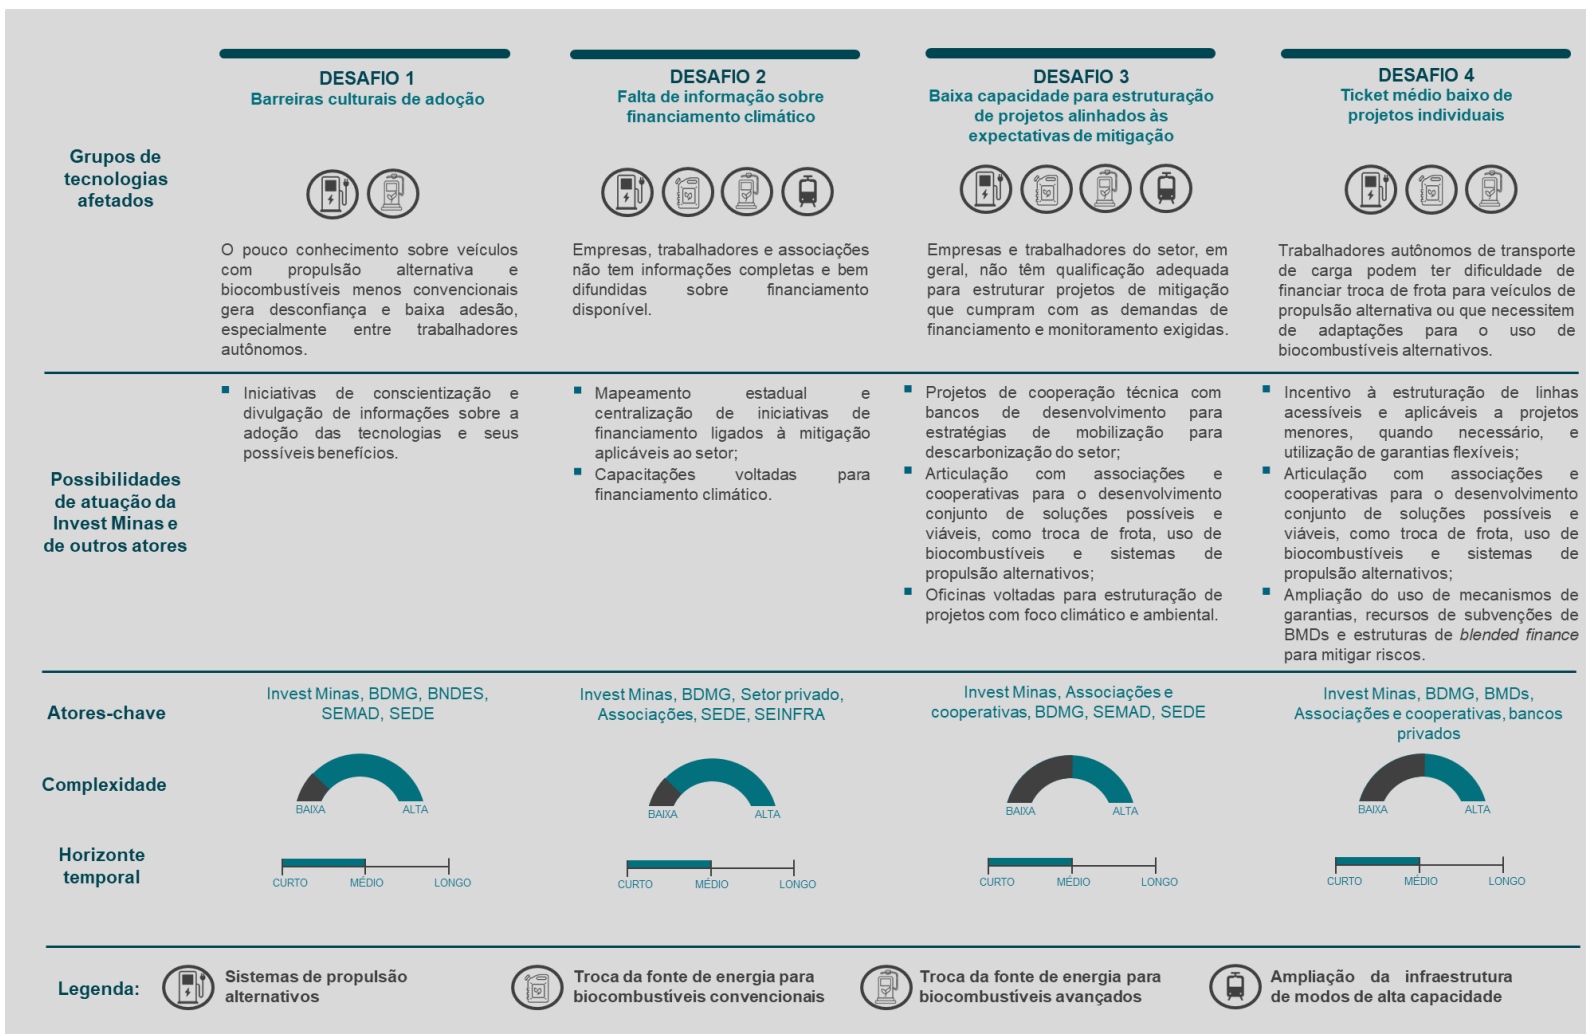 DESAFIO 1
Barreiras culturais de adoção
DESAFIO 2
Falta de informação sobre
financiamento climático
DESAFIO 3
Baixa capacidade para estruturação
de projetos alinhados às
expectativas de mitigação
DESAFIO 4
Ticket médio baixo de
projetos individuais
Grupos de
tecnologias
afetados
O pouco conhecimento sobre veículos
com propulsão alternativa e
biocombustíveis menos convencionais
gera desconfiança e baixa adesão,
especialmente entre trabalhadores
autônomos.
Empresas, trabalhadores e associações
não tem informações completas e bem
difundidas sobre financiamento
disponível.
Empresas e trabalhadores do setor, em
geral, não têm qualificação adequada
para estruturar projetos de mitigação
que cumpram com as demandas de
financiamento e monitoramento exigidas.
Trabalhadores autônomos de transporte
de carga podem ter dificuldade de
financiar troca de frota para veículos de
propulsão alternativa ou que necessitem
de adaptações para o uso de
biocombustíveis alternativos.
Possibilidades
de atuação da
Invest Minas e
de outros atores
▪ Iniciativas de conscientização e
divulgação de informações sobre a
adoção das tecnologias e seus
possíveis benefícios.
▪ Mapeamento estadual e
centralização de iniciativas de
financiamento ligados à mitigação
aplicáveis ao setor;
▪ Capacitações voltadas para
financiamento climático.
▪ Projetos de cooperação técnica com
bancos de desenvolvimento para
estratégias de mobilização para
descarbonização do setor;
▪ Articulação com associações e
cooperativas para o desenvolvimento
conjunto de soluções possíveis e
viáveis, como troca de frota, uso de
biocombustíveis e sistemas de
propulsão alternativos;
▪ Oficinas voltadas para estruturação de
projetos com foco climático e ambiental.
▪ Incentivo à estruturação de linhas
acessíveis e aplicáveis a projetos
menores, quando necessário, e
utilização de garantias flexíveis;
▪ Articulação com associações e
cooperativas para o desenvolvimento
conjunto de soluções possíveis e
viáveis, como troca de frota, uso de
biocombustíveis e sistemas de
propulsão alternativos;
▪ Ampliação do uso de mecanismos de
garantias, recursos de subvenções de
BMDs e estruturas de blended finance
para mitigar riscos.
Atores-chave
Invest Minas, BDMG, BNDES,
SEMAD, SEDE
Invest Minas, BDMG, Setor privado,
Associações, SEDE, SEINFRA
Invest Minas, Associações e
cooperativas, BDMG, SEMAD, SEDE
Invest Minas, BDMG, BMDs,
Associações e cooperativas, bancos
privados
Complexidade
BAIXA ALTA
BAIXA ALTA
BAIXA ALTA
BAIXA ALTA
Horizonte
temporal
CURTO MÉDIO LONGO
CURTO MÉDIO LONGO
CURTO MÉDIO LONGO
CURTO MÉDIO LONGO
Legenda:
Sistemas de propulsão
alternativos
Troca da fonte de energia para
biocombustíveis convencionais
Troca da fonte de energia para
biocombustíveis avançados
Ampliação da infraestrutura
de modos de alta capacidade